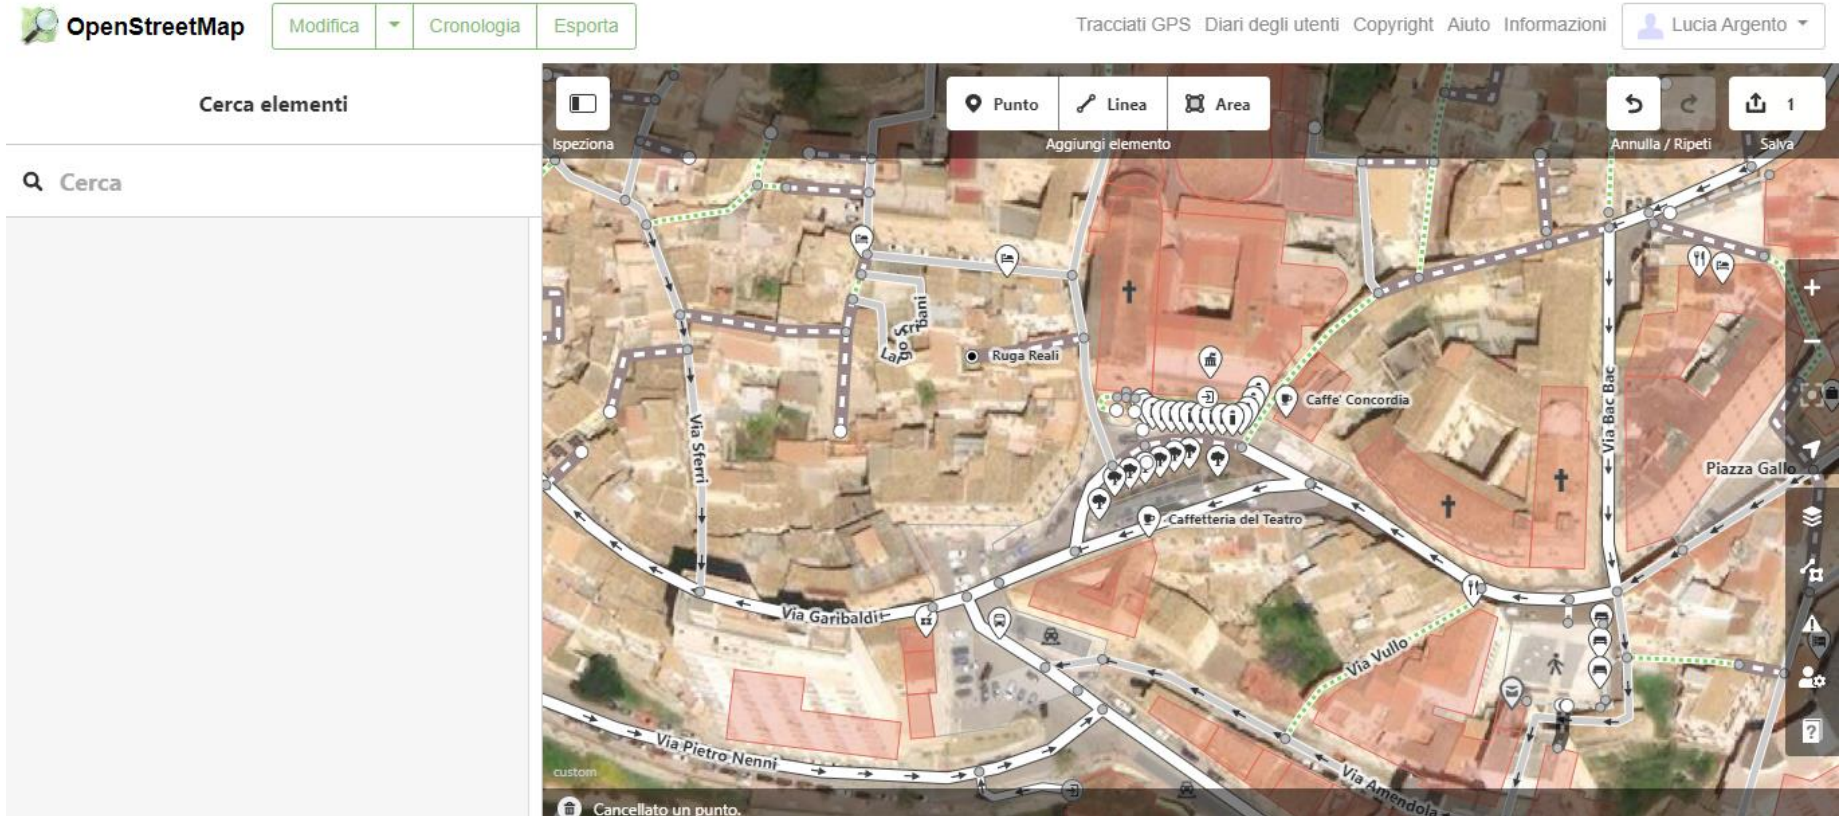 OpenStreetMap
Modifica
Cronologia
Esporta
Tracciati GPS
Diari degli utenti
Copyright
Aiuto
Informazioni
Lucia Argento
Cerca elementi
Cerca
Ispeziona
Punto
Linea
Area
Aggiungi elemento
Annulla / Ripeti
1
Salva
Largo Scribani
Ruga Reali
Caffe' Concordia
Via Sferri
Via Bac Bac
Piazza Gallo
Caffetteria del Teatro
Via Garibaldi
Via Vullo
Via Pietro Nenni
Via Amendola
custom
Cancellato un punto.